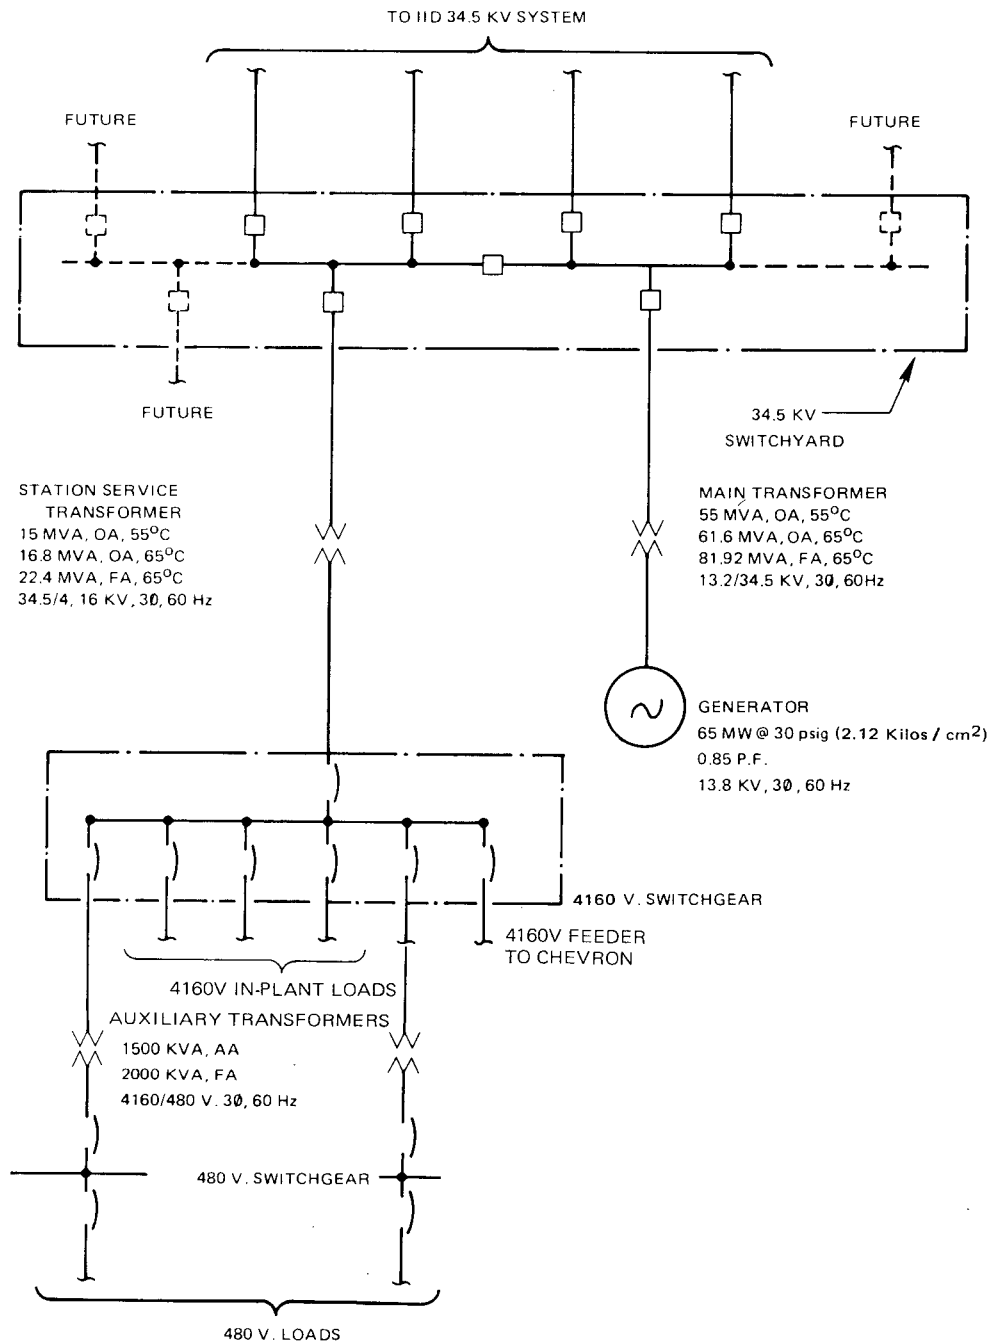 TO IID 34.5 KV SYSTEM
FUTURE
FUTURE
FUTURE
34.5 KV
SWITCHYARD
STATION SERVICE
TRANSFORMER
15 MVA, OA, 55°C
16.8 MVA, OA, 65°C
22.4 MVA, FA, 65°C
34.5/4, 16 KV, 3Ø, 60 Hz
MAIN TRANSFORMER
55 MVA, OA, 55°C
61.6 MVA, OA, 65°C
81.92 MVA, FA, 65°C
13.2/34.5 KV, 3Ø, 60Hz
GENERATOR
65 MW @ 30 psig (2.12 Kilos / cm²)
0.85 P.F.
13.8 KV, 3Ø, 60 Hz
4160 V. SWITCHGEAR
4160V FEEDER
TO CHEVRON
4160V IN-PLANT LOADS
AUXILIARY TRANSFORMERS
1500 KVA, AA
2000 KVA, FA
4160/480 V. 3Ø, 60 Hz
480 V. SWITCHGEAR
480 V. LOADS